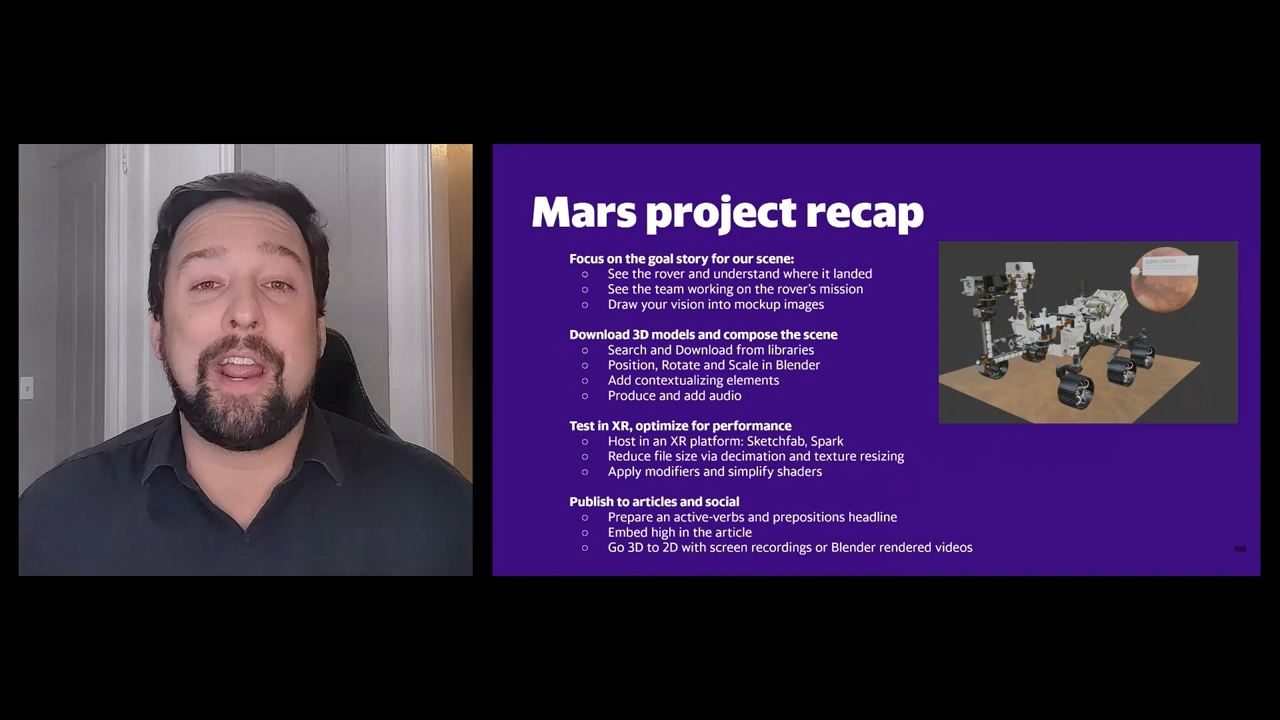 Mars project recap
Focus on the goal story for our scene:
○ See the rover and understand where it landed
○ See the team working on the rover's mission
○ Draw your vision into mockup images
Download 3D models and compose the scene
○ Search and Download from libraries
○ Position, Rotate and Scale in Blender
○ Add contextualizing elements
○ Produce and add audio
Test in XR, optimize for performance
○ Host in an XR platform: Sketchfab, Spark
○ Reduce file size via decimation and texture resizing
○ Apply modifiers and simplify shaders
Publish to articles and social
○ Prepare an active-verbs and prepositions headline
○ Embed high in the article
○ Go 3D to 2D with screen recordings or Blender rendered videos